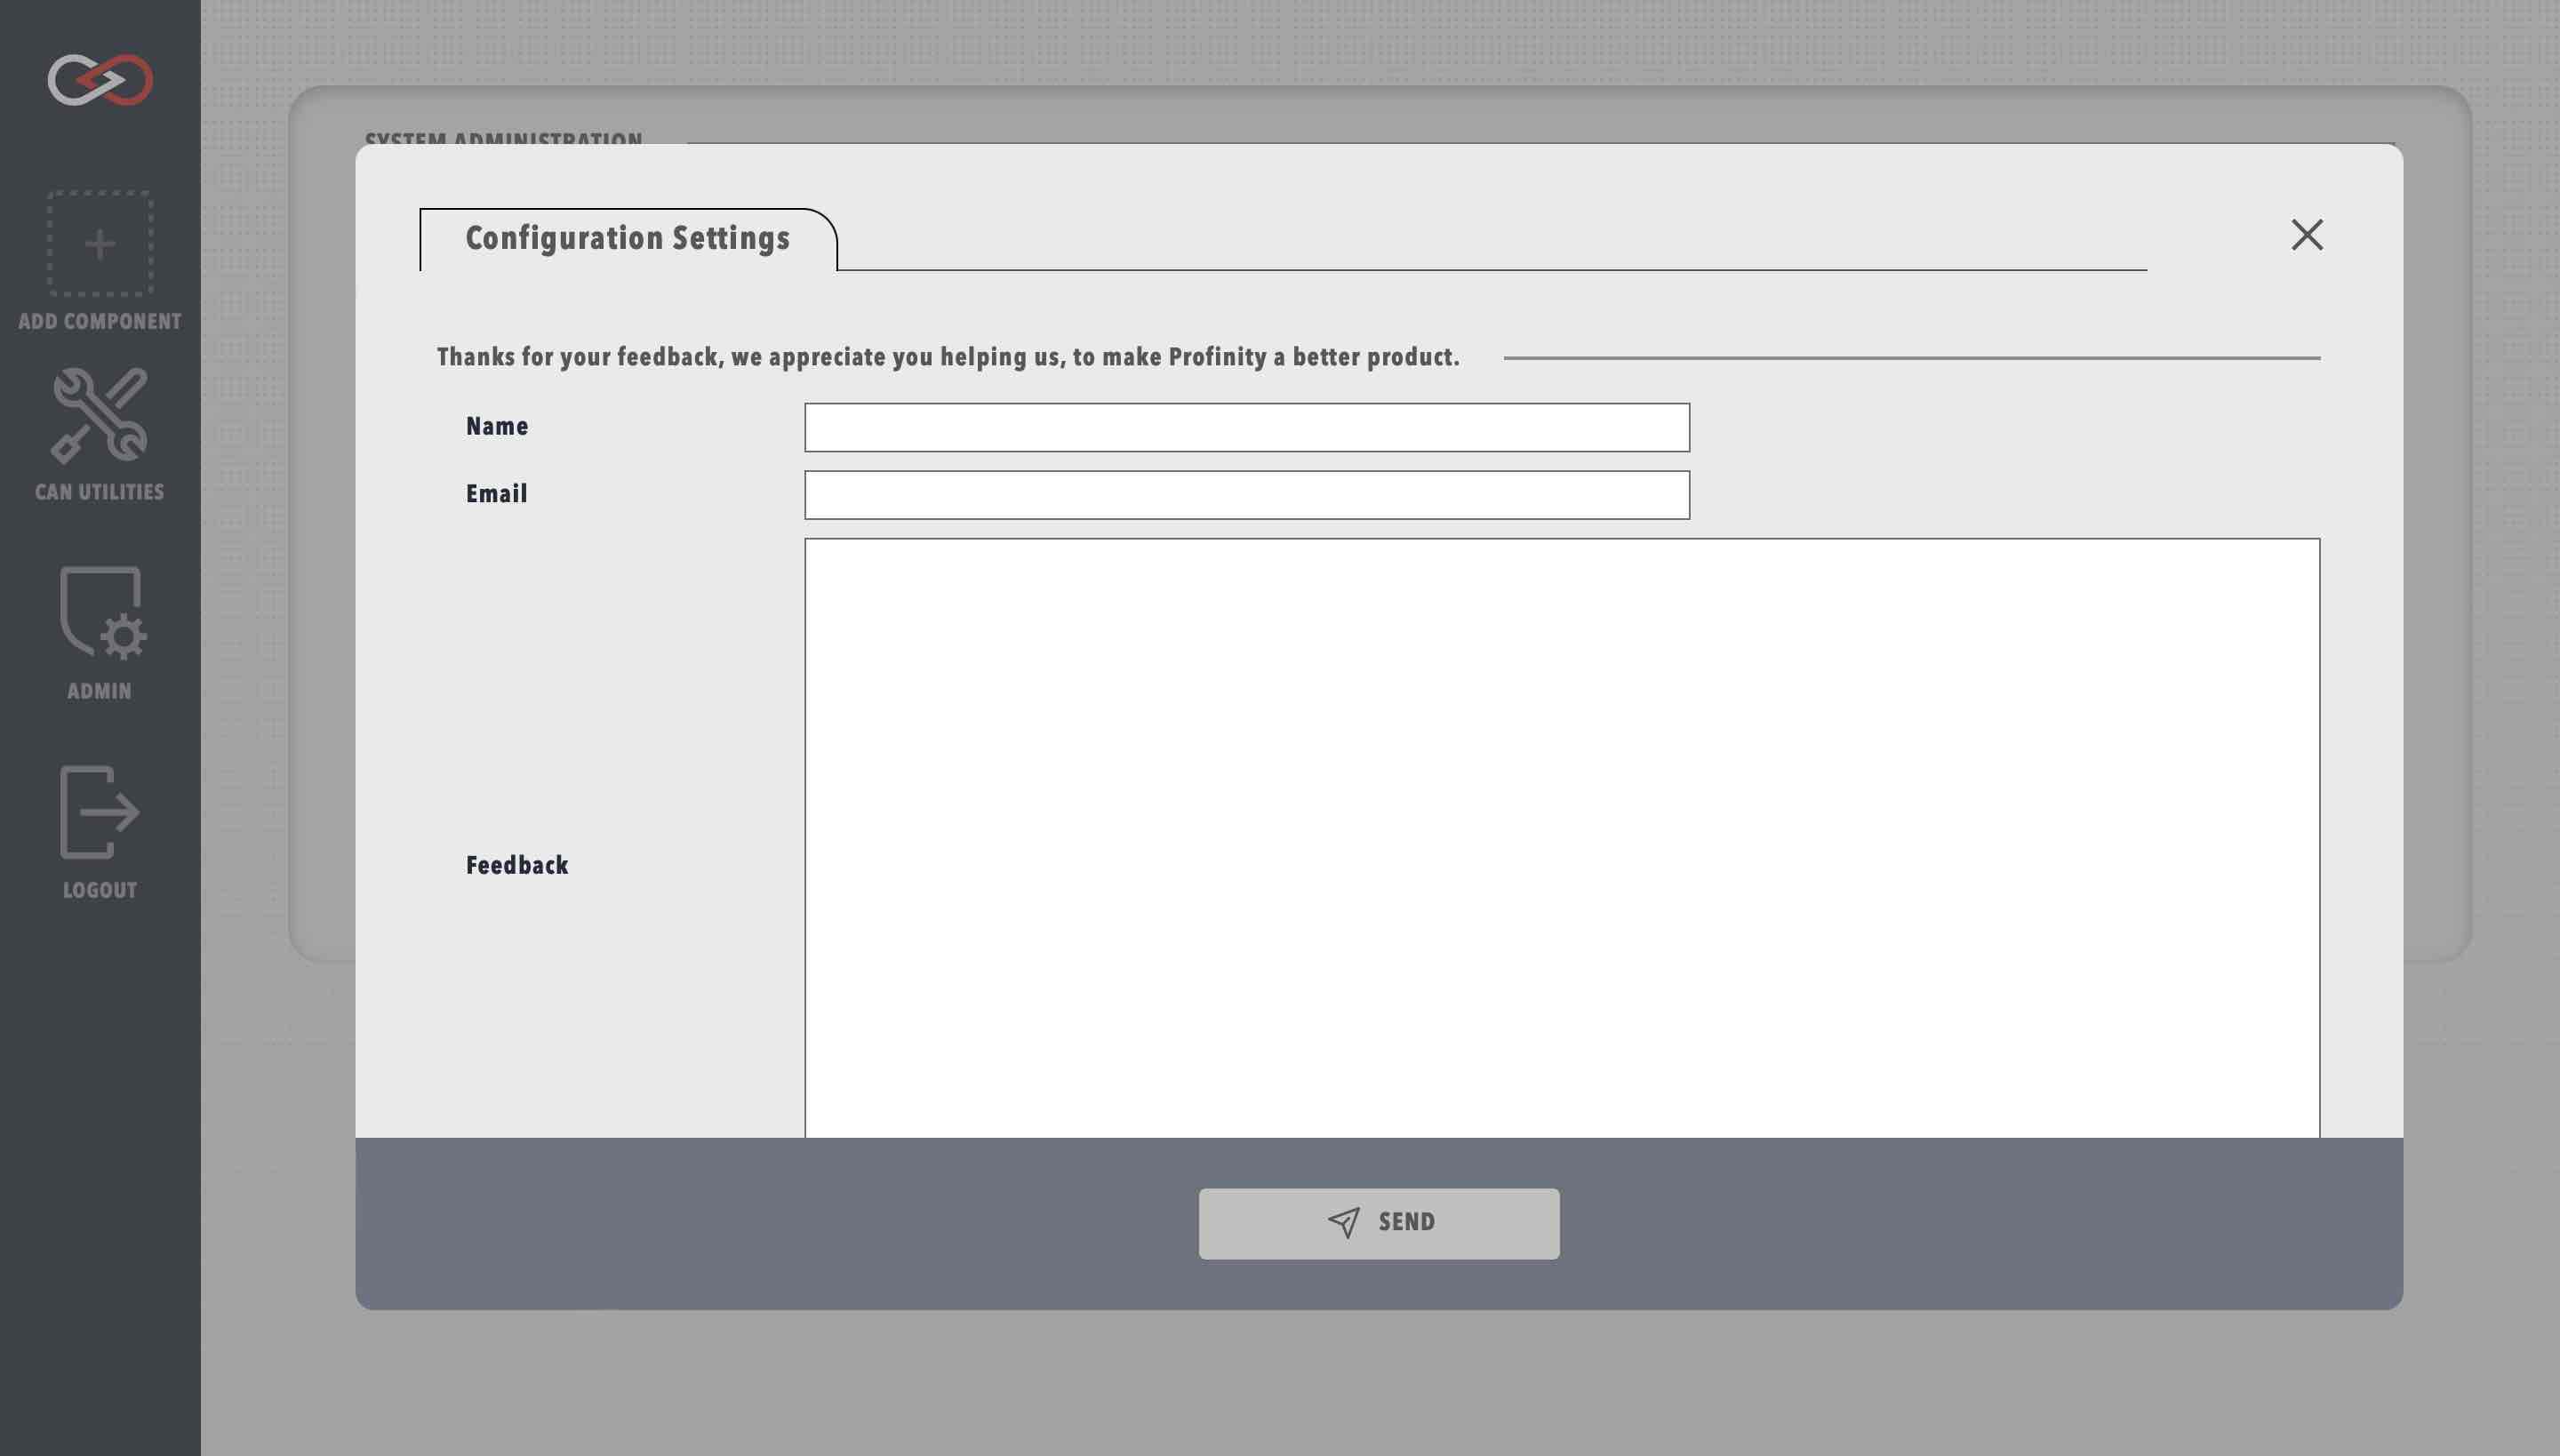 SYSTEM ADMINISTRATION
Configuration Settings
Thanks for your feedback, we appreciate you helping us, to make Profinity a better product.
Name
Email
Feedback
SEND
ADD COMPONENT
CAN UTILITIES
ADMIN
LOGOUT